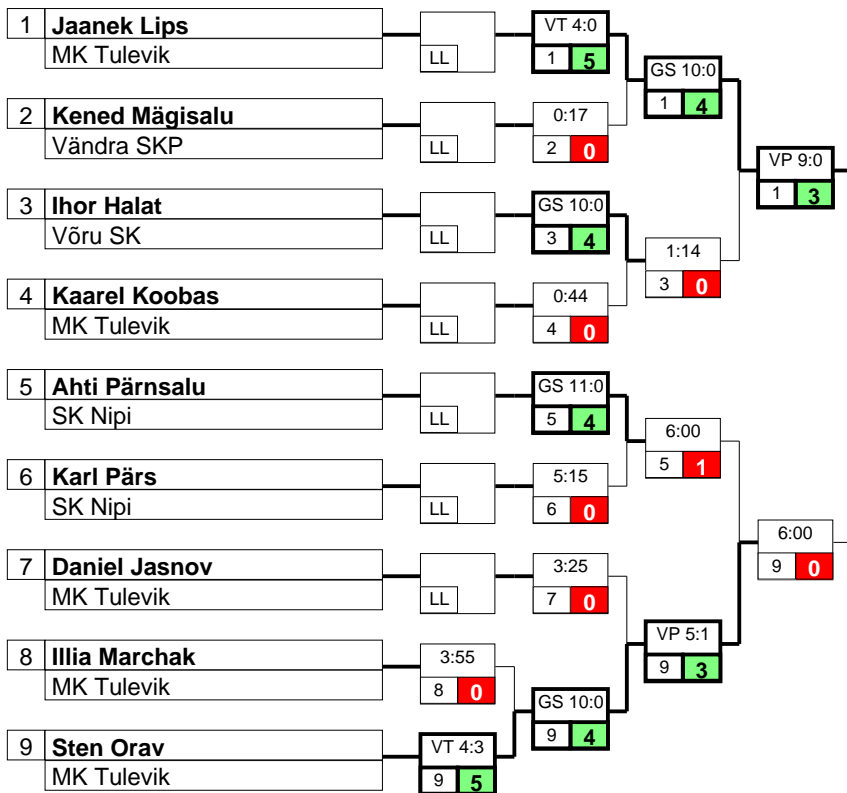 1 Jaanek Lips
MK Tulevik
LL
VT 4:0
1 5
GS 10:0
1 4
2 Kened Mägisalu
Vändra SKP
LL
0:17
2 0
VP 9:0
1 3
3 Ihor Halat
Võru SK
LL
GS 10:0
3 4
1:14
3 0
4 Kaarel Koobas
MK Tulevik
LL
0:44
4 0
5 Ahti Pärnsalu
SK Nipi
LL
GS 11:0
5 4
6:00
5 1
6 Karl Pärs
SK Nipi
LL
5:15
6 0
6:00
9 0
7 Daniel Jasnov
MK Tulevik
LL
3:25
7 0
VP 5:1
9 3
8 Illia Marchak
MK Tulevik
3:55
8 0
GS 10:0
9 4
9 Sten Orav
MK Tulevik
VT 4:3
9 5